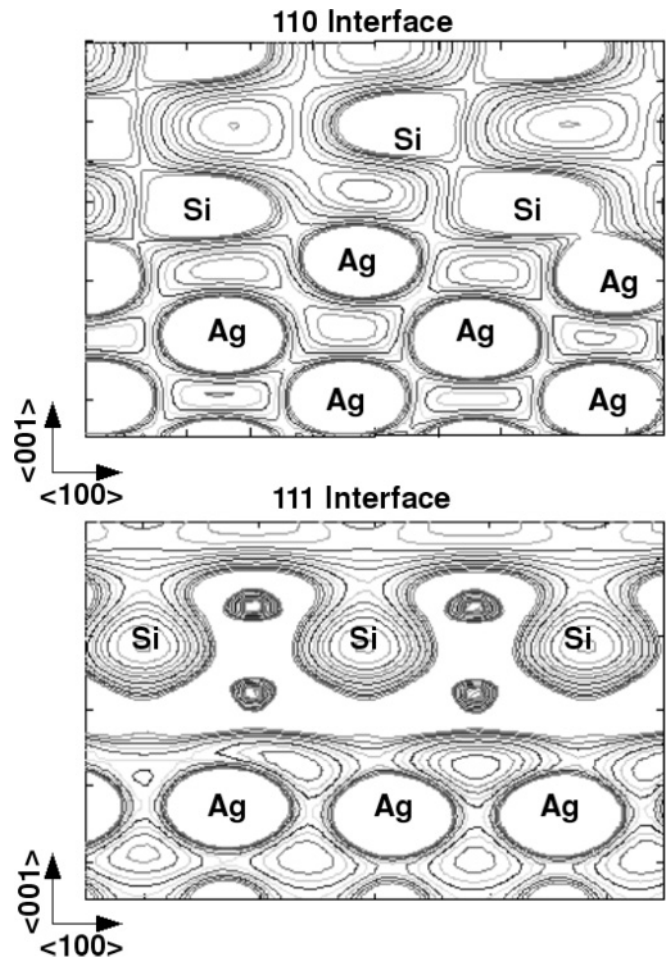 110 Interface
Si
Si
Si
Ag
Ag
Ag
Ag
Ag
Ag
<001>
<100>
111 Interface
Si
Si
Si
Ag
Ag
Ag
<001>
<100>